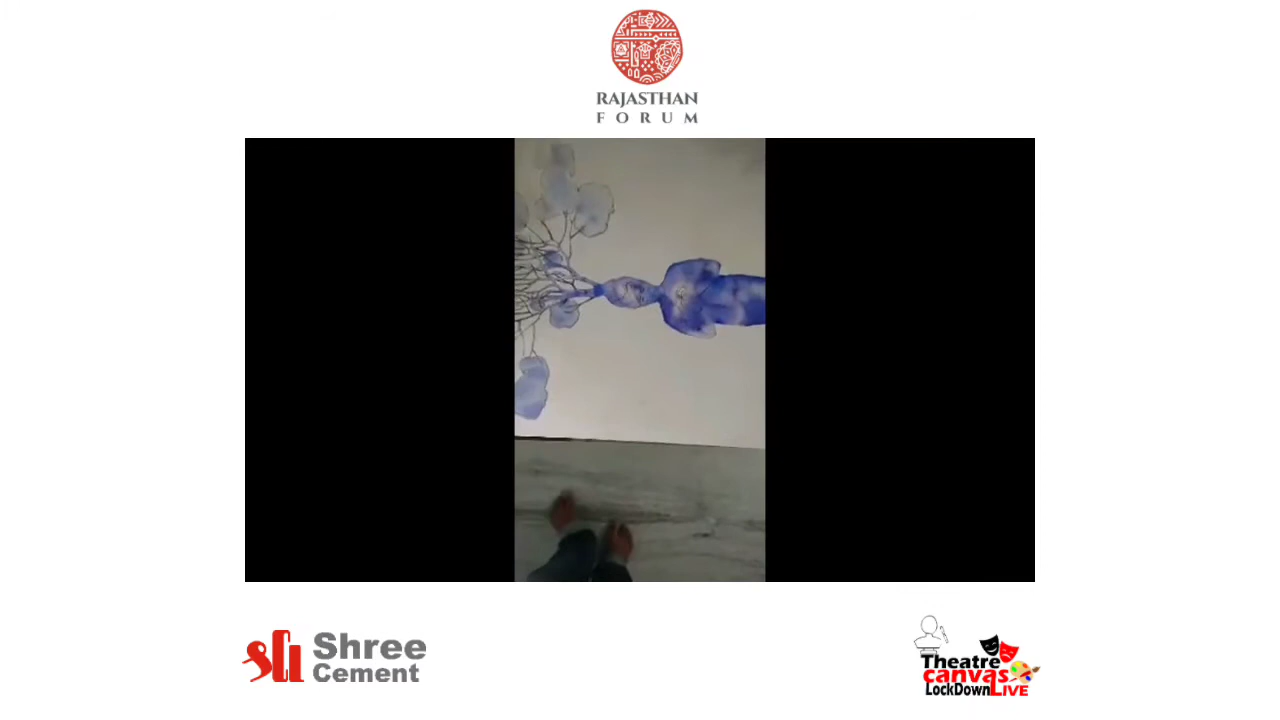 RAJASTHAN
FORUM
Shree
Cement
Theatre
canvas
LockDown LIVE